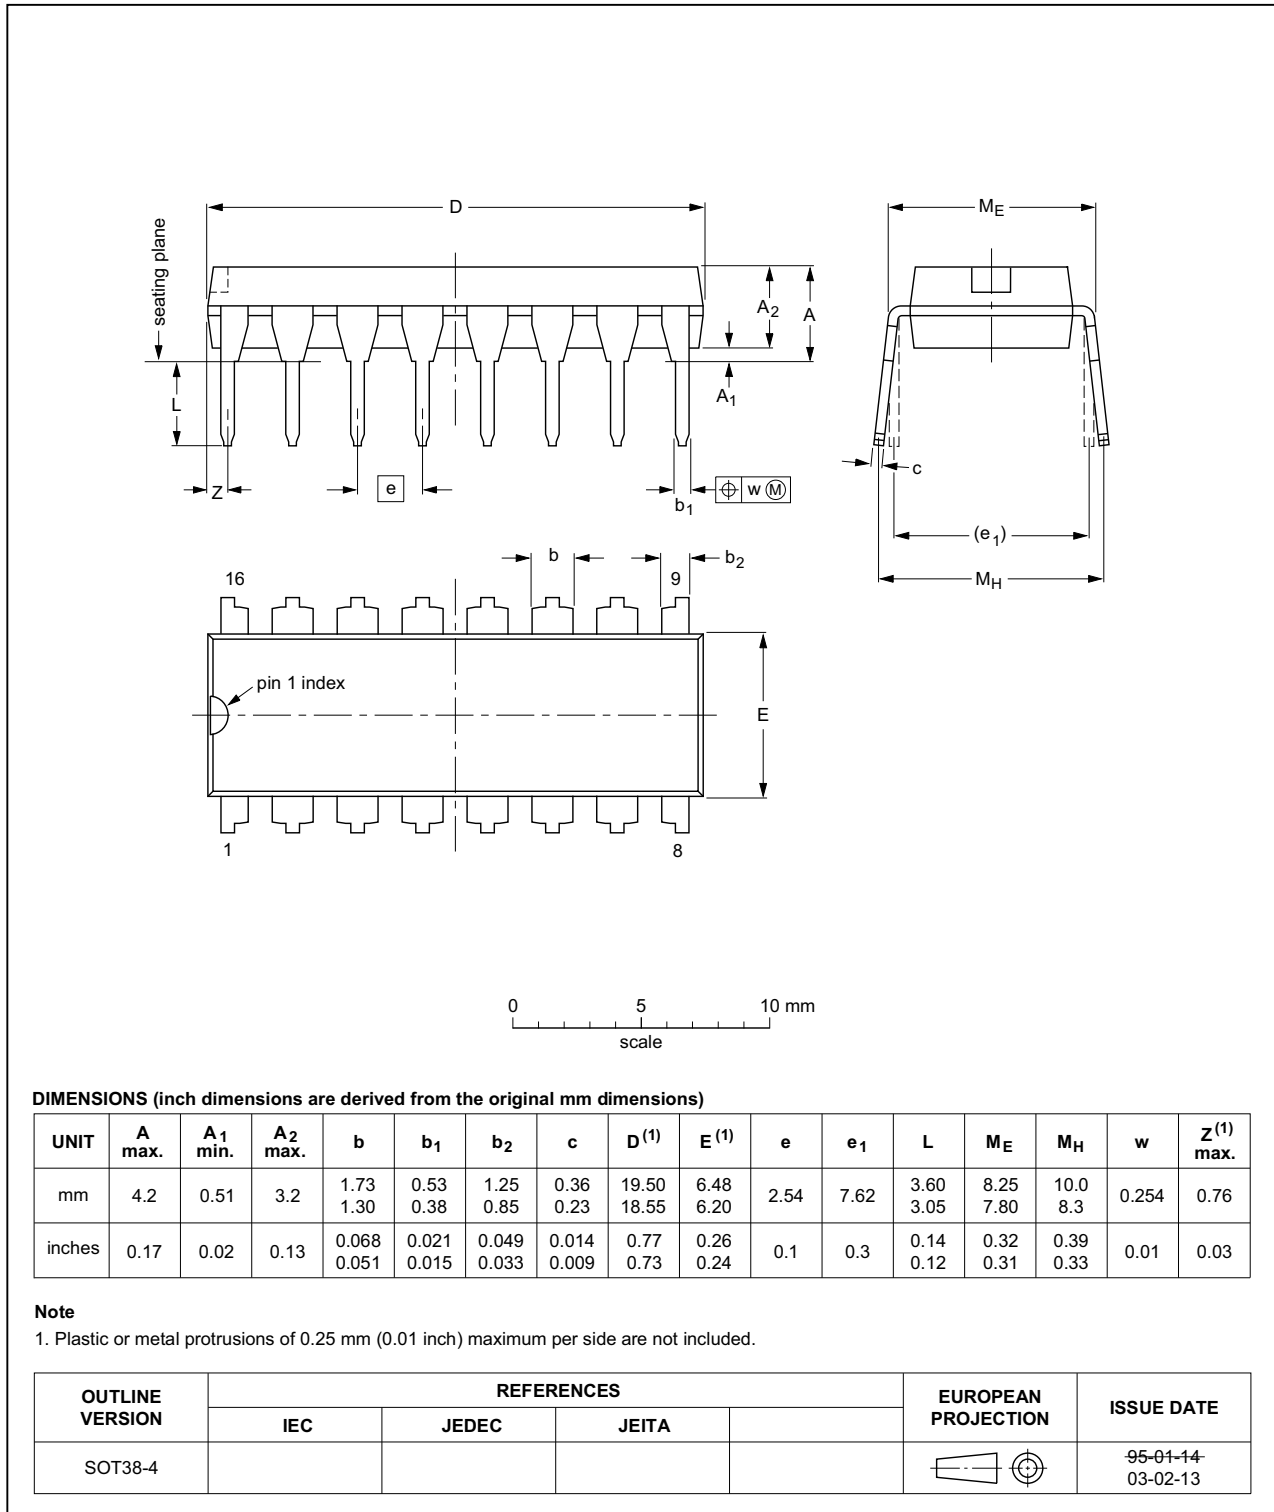 D
ME
seating plane
A2
A
L
A1
Z
e
b1
w M
c
(e1)
MH
b
b2
16
9
pin 1 index
E
1
8
0 5 10 mm
scale
DIMENSIONS (inch dimensions are derived from the original mm dimensions)
UNIT A max. A1 min. A2 max. b b1 b2 c D(1) E(1) e e1 L ME MH w Z(1) max.
mm 4.2 0.51 3.2 1.73 1.30 0.53 0.38 1.25 0.85 0.36 0.23 19.50 18.55 6.48 6.20 2.54 7.62 3.60 3.05 8.25 7.80 10.0 8.3 0.254 0.76
inches 0.17 0.02 0.13 0.068 0.051 0.021 0.015 0.049 0.033 0.014 0.009 0.77 0.73 0.26 0.24 0.1 0.3 0.14 0.12 0.32 0.31 0.39 0.33 0.01 0.03
Note
1. Plastic or metal protrusions of 0.25 mm (0.01 inch) maximum per side are not included.
OUTLINE VERSION REFERENCES EUROPEAN PROJECTION ISSUE DATE
IEC JEDEC JEITA
SOT38-4 95-01-14
03-02-13